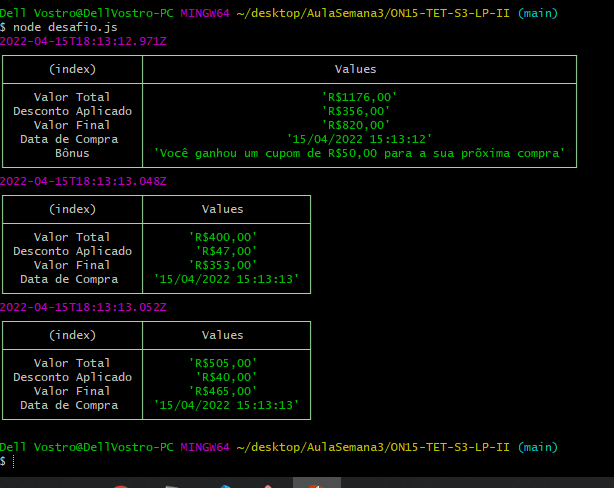 Dell Vostro@DellVostro-PC MINGW64 ~/desktop/AulaSemana3/ON15-TET-S3-LP-II (main)
$ node desafio.js
2022-04-15T18:13:12.971Z
(index) Values
Valor Total 'R$1176,00'
Desconto Aplicado 'R$356,00'
Valor Final 'R$820,00'
Data de Compra '15/04/2022 15:13:12'
Bônus 'Você ganhou um cupom de R$50,00 para a sua prõxima compra'
2022-04-15T18:13:13.048Z
(index) Values
Valor Total 'R$400,00'
Desconto Aplicado 'R$47,00'
Valor Final 'R$353,00'
Data de Compra '15/04/2022 15:13:13'
2022-04-15T18:13:13.052Z
(index) Values
Valor Total 'R$505,00'
Desconto Aplicado 'R$40,00'
Valor Final 'R$465,00'
Data de Compra '15/04/2022 15:13:13'
Dell Vostro@DellVostro-PC MINGW64 ~/desktop/AulaSemana3/ON15-TET-S3-LP-II (main)
$